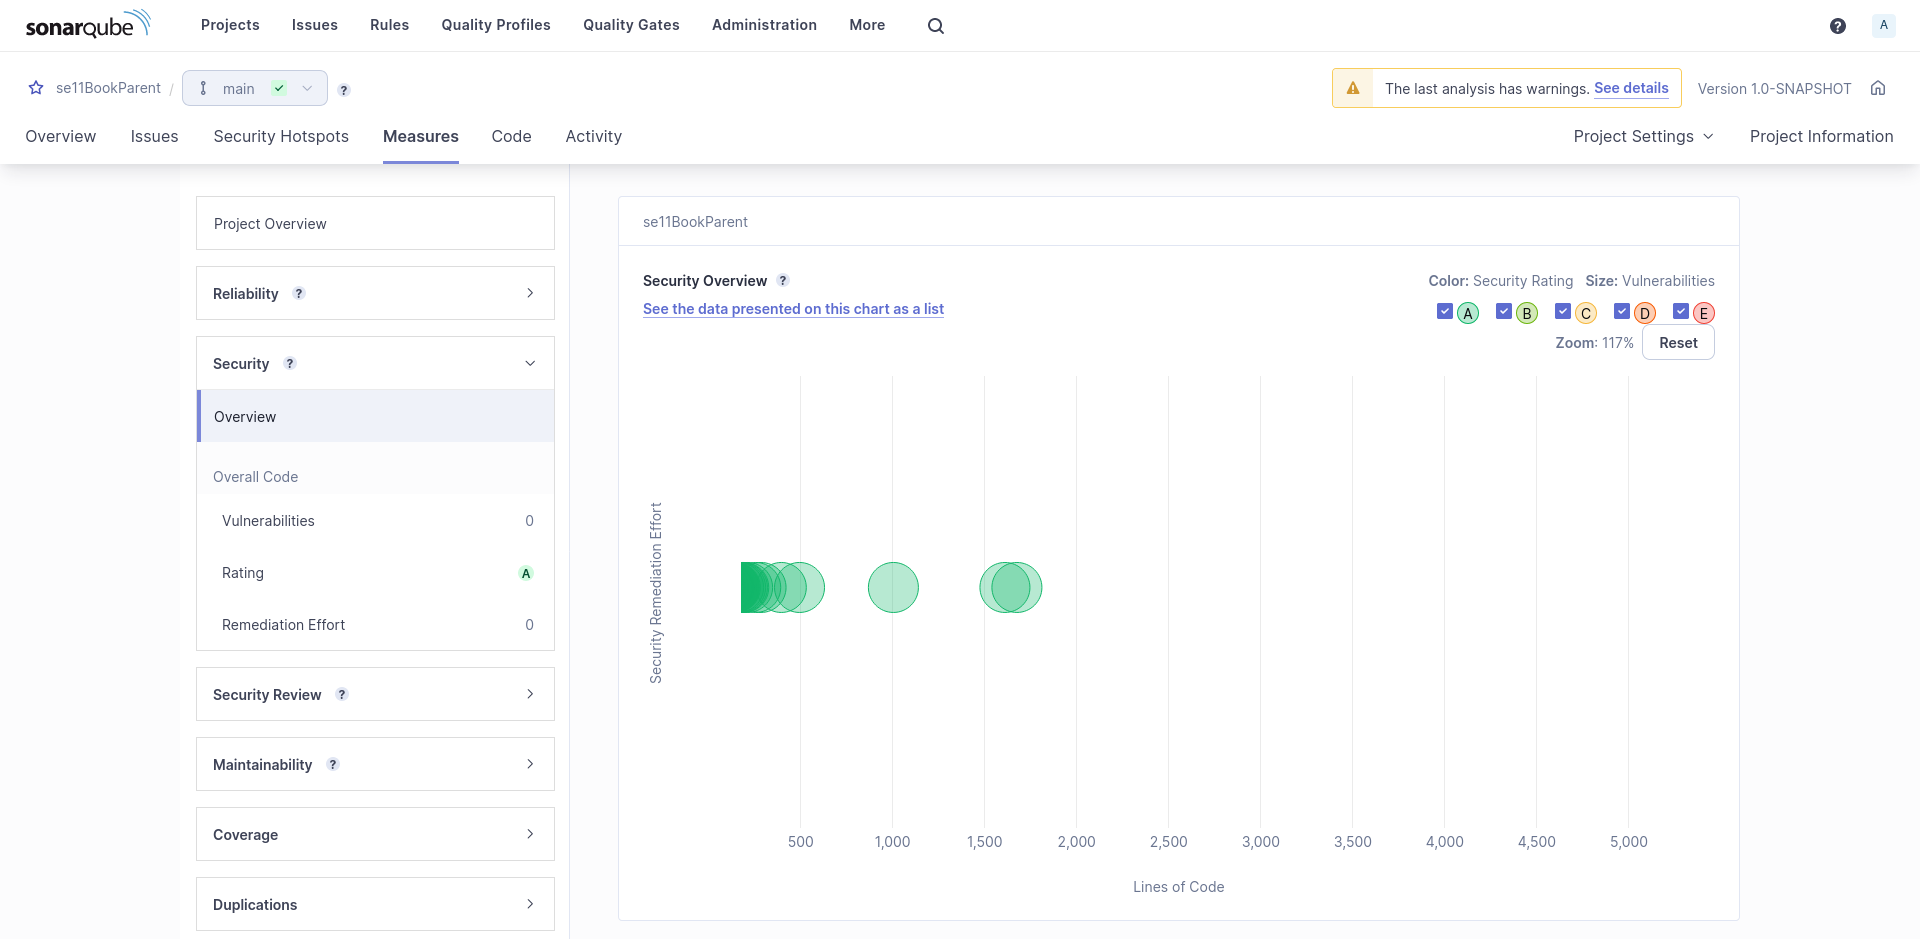 sonarqube Projects Issues Rules Quality Profiles Quality Gates Administration More ? A
se11BookParent / main ? The last analysis has warnings. See details Version 1.0-SNAPSHOT
Overview Issues Security Hotspots Measures Code Activity Project Settings Project Information
Project Overview
Reliability ?
Security ?
Overview
Overall Code
Vulnerabilities 0
Rating A
Remediation Effort 0
Security Review ?
Maintainability ?
Coverage
Duplications
se11BookParent
Security Overview ? Color: Security Rating Size: Vulnerabilities
See the data presented on this chart as a list A B C D E
Zoom: 117% Reset
Security Remediation Effort
500 1,000 1,500 2,000 2,500 3,000 3,500 4,000 4,500 5,000
Lines of Code